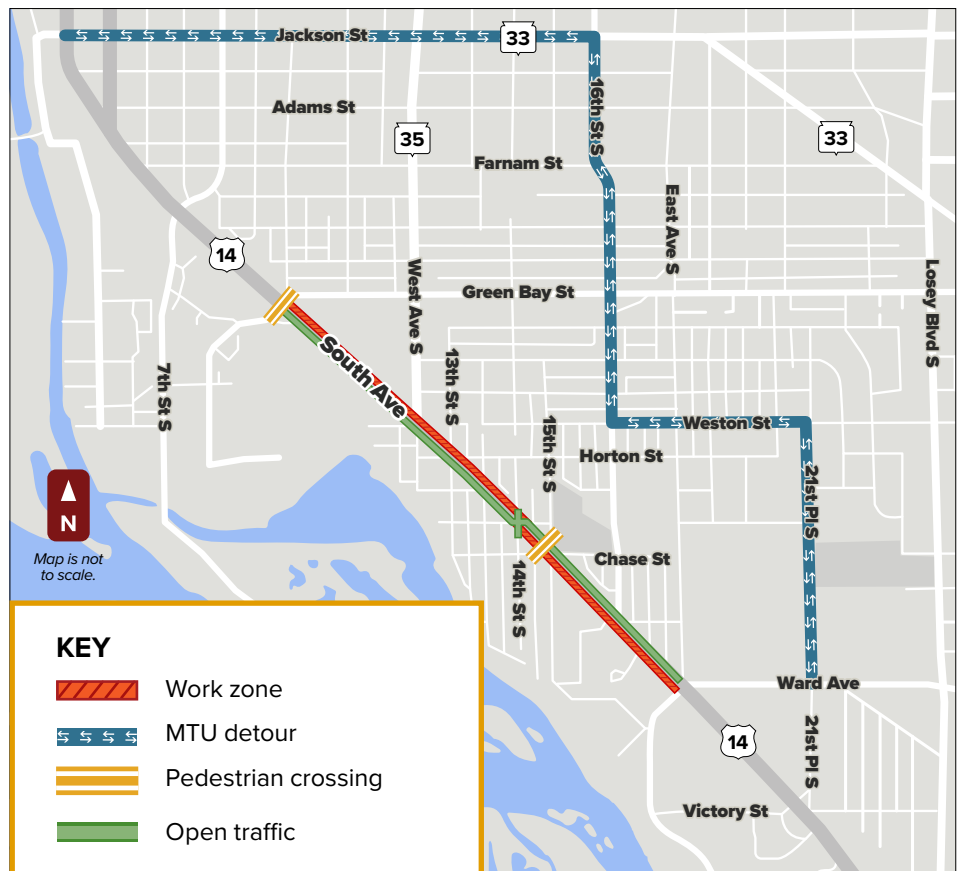 Jackson St
33
16th St S
Adams St
35
33
Farnam St
East Ave S
14
West Ave S
Green Bay St
Losey Blvd S
South Ave
13th St S
7th St S
15th St S
Weston St
Horton St
21st Pl S
N
Map is not
to scale.
Chase St
14th St S
Ward Ave
14
21st Pl S
Victory St
KEY
Work zone
MTU detour
Pedestrian crossing
Open traffic